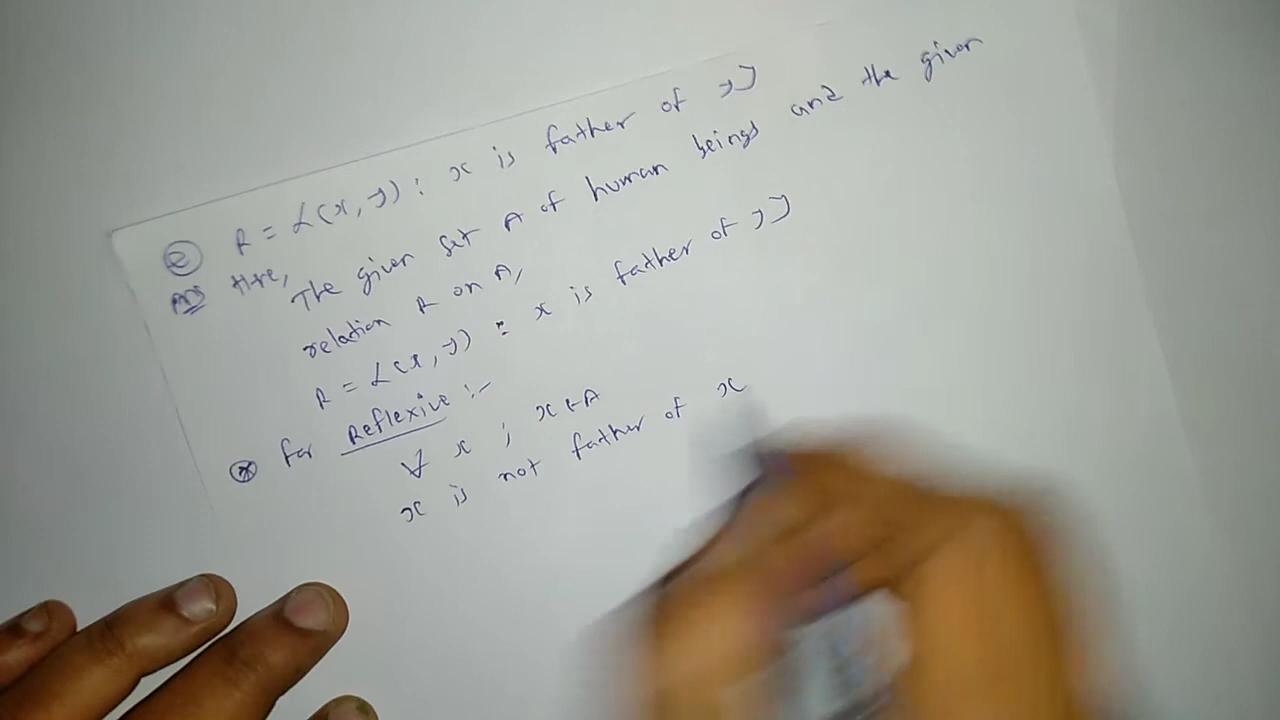 (e) R = {(x, y) : x is father of y}
Ans Here,
The given set A of human beings and the given
relation R on A,
R = {(x, y) : x is father of y}
* For Reflexive :-
∀ x ; x ∈ A
x is not father of x